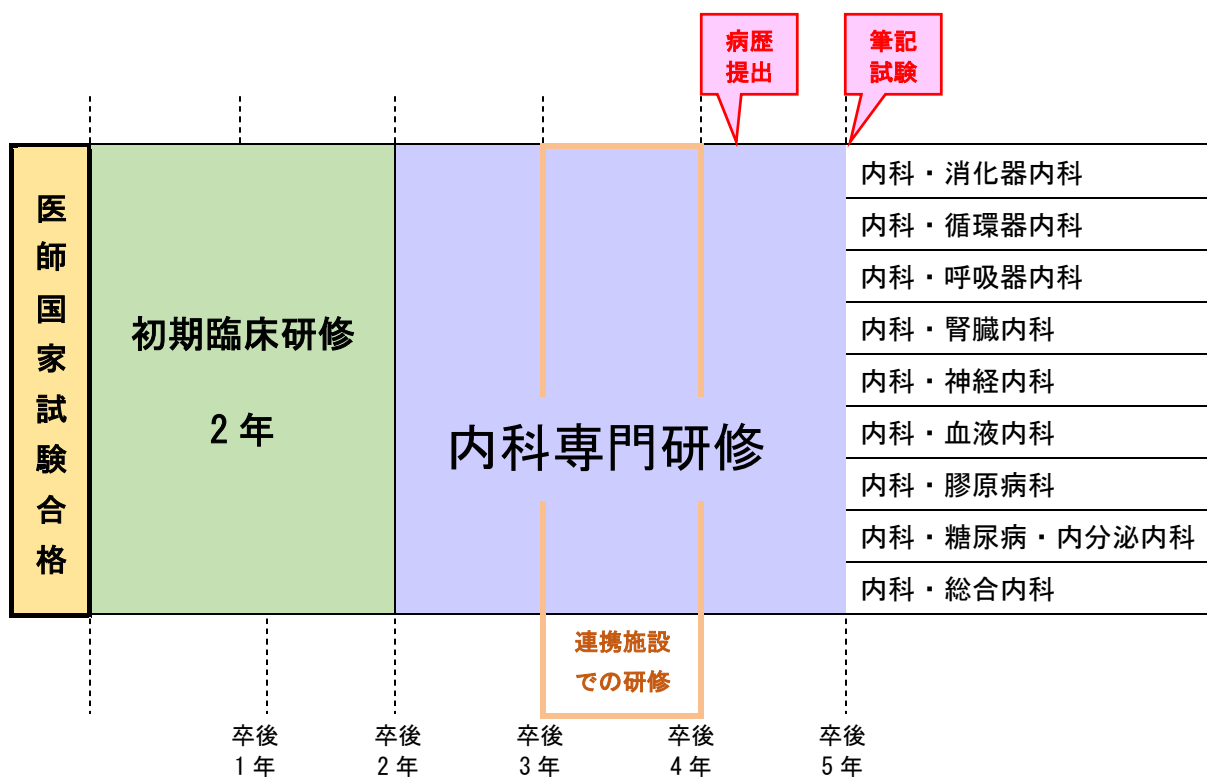 病歴
提出
筆記
試験
医師国家試験合格
初期臨床研修
2年
内科専門研修
内科・消化器内科
内科・循環器内科
内科・呼吸器内科
内科・腎臓内科
内科・神経内科
内科・血液内科
内科・膠原病科
内科・糖尿病・内分泌内科
内科・総合内科
連携施設
での研修
卒後
1年
卒後
2年
卒後
3年
卒後
4年
卒後
5年